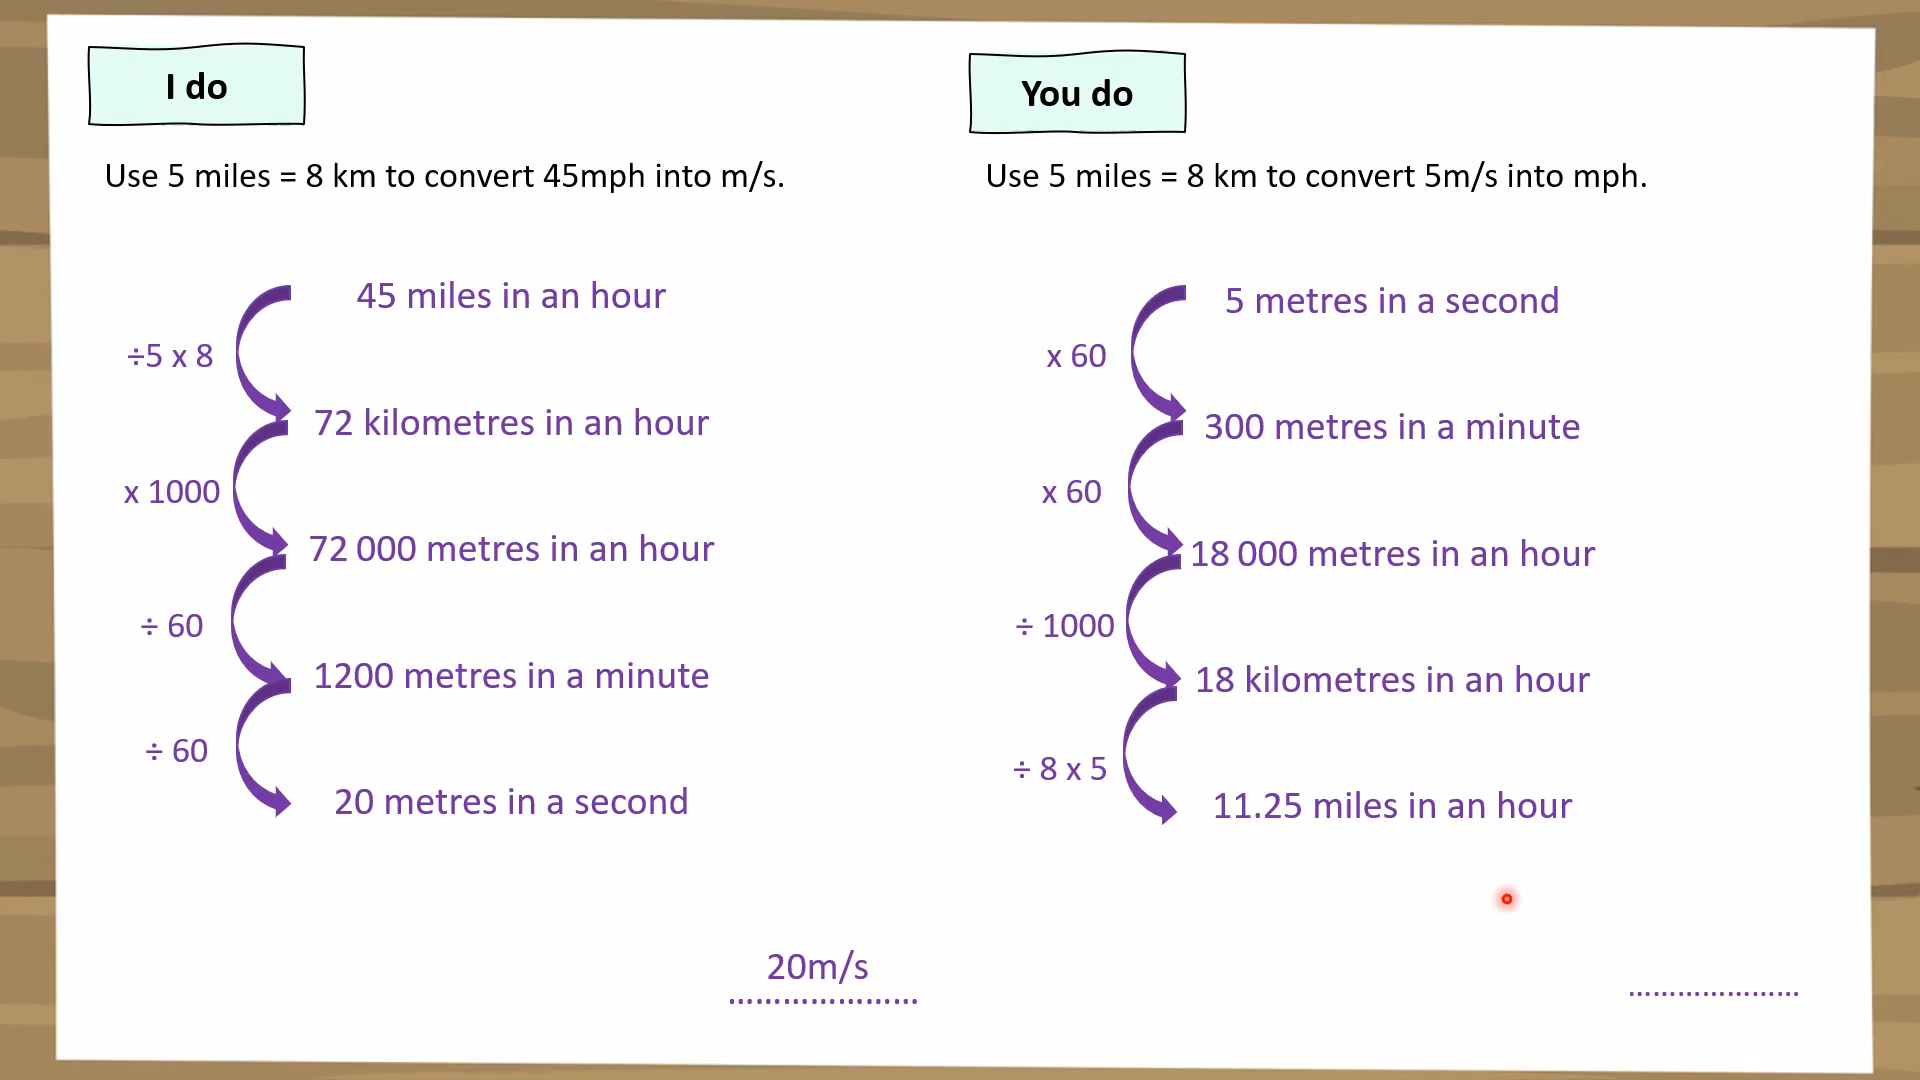 I do
Use 5 miles = 8 km to convert 45mph into m/s.
45 miles in an hour
÷5 x 8
72 kilometres in an hour
x 1000
72 000 metres in an hour
÷ 60
1200 metres in a minute
÷ 60
20 metres in a second
20m/s
.....................
You do
Use 5 miles = 8 km to convert 5m/s into mph.
5 metres in a second
x 60
300 metres in a minute
x 60
18 000 metres in an hour
÷ 1000
18 kilometres in an hour
÷ 8 x 5
11.25 miles in an hour
.....................